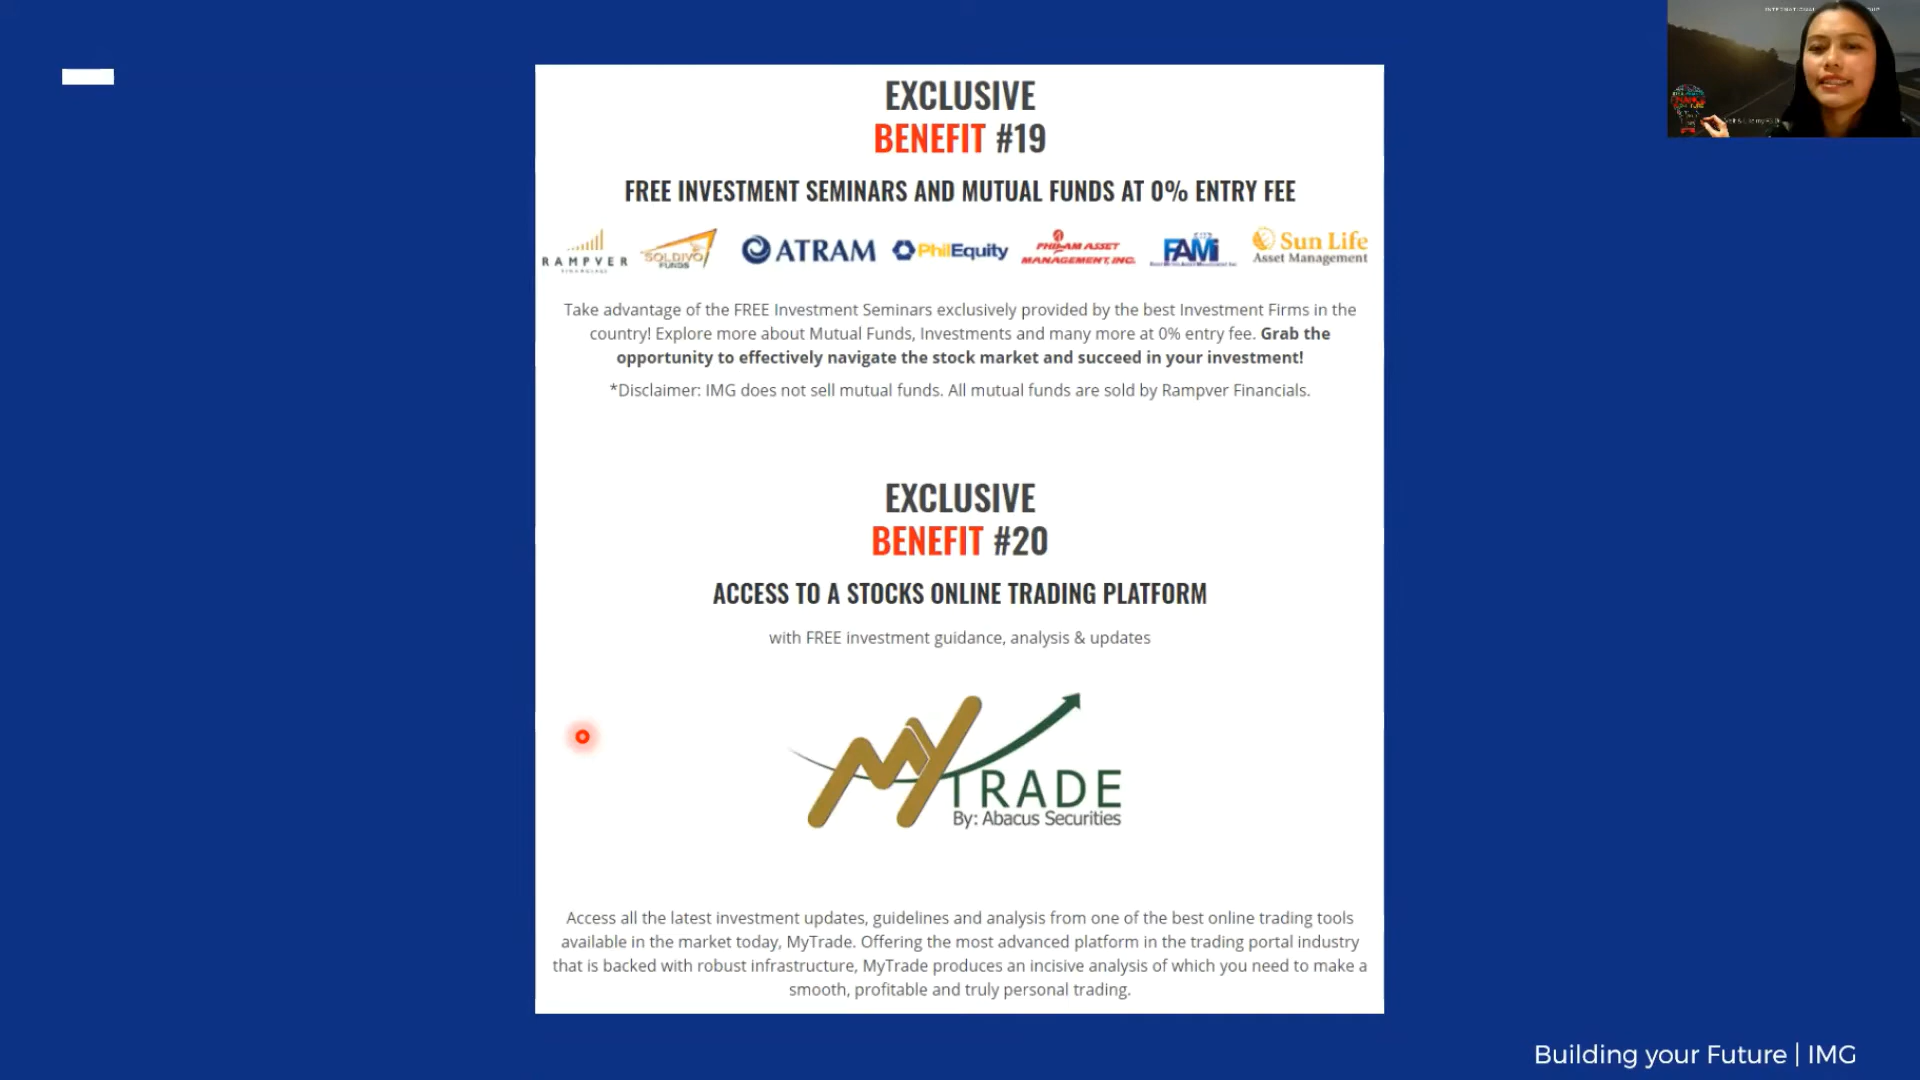 EXCLUSIVE
BENEFIT #19
FREE INVESTMENT SEMINARS AND MUTUAL FUNDS AT 0% ENTRY FEE
RAMPVER
FINANCIALS
SOLDIVO
FUNDS
ATRAM
PhilEquity
PHILAM ASSET
MANAGEMENT, INC.
FAMI
Sun Life
Asset Management
Take advantage of the FREE Investment Seminars exclusively provided by the best Investment Firms in the
country! Explore more about Mutual Funds, Investments and many more at 0% entry fee. Grab the
opportunity to effectively navigate the stock market and succeed in your investment!
*Disclaimer: IMG does not sell mutual funds. All mutual funds are sold by Rampver Financials.
EXCLUSIVE
BENEFIT #20
ACCESS TO A STOCKS ONLINE TRADING PLATFORM
with FREE investment guidance, analysis & updates
MYTRADE
By: Abacus Securities
Access all the latest investment updates, guidelines and analysis from one of the best online trading tools
available in the market today, MyTrade. Offering the most advanced platform in the trading portal industry
that is backed with robust infrastructure, MyTrade produces an incisive analysis of which you need to make a
smooth, profitable and truly personal trading.
Building your Future | IMG